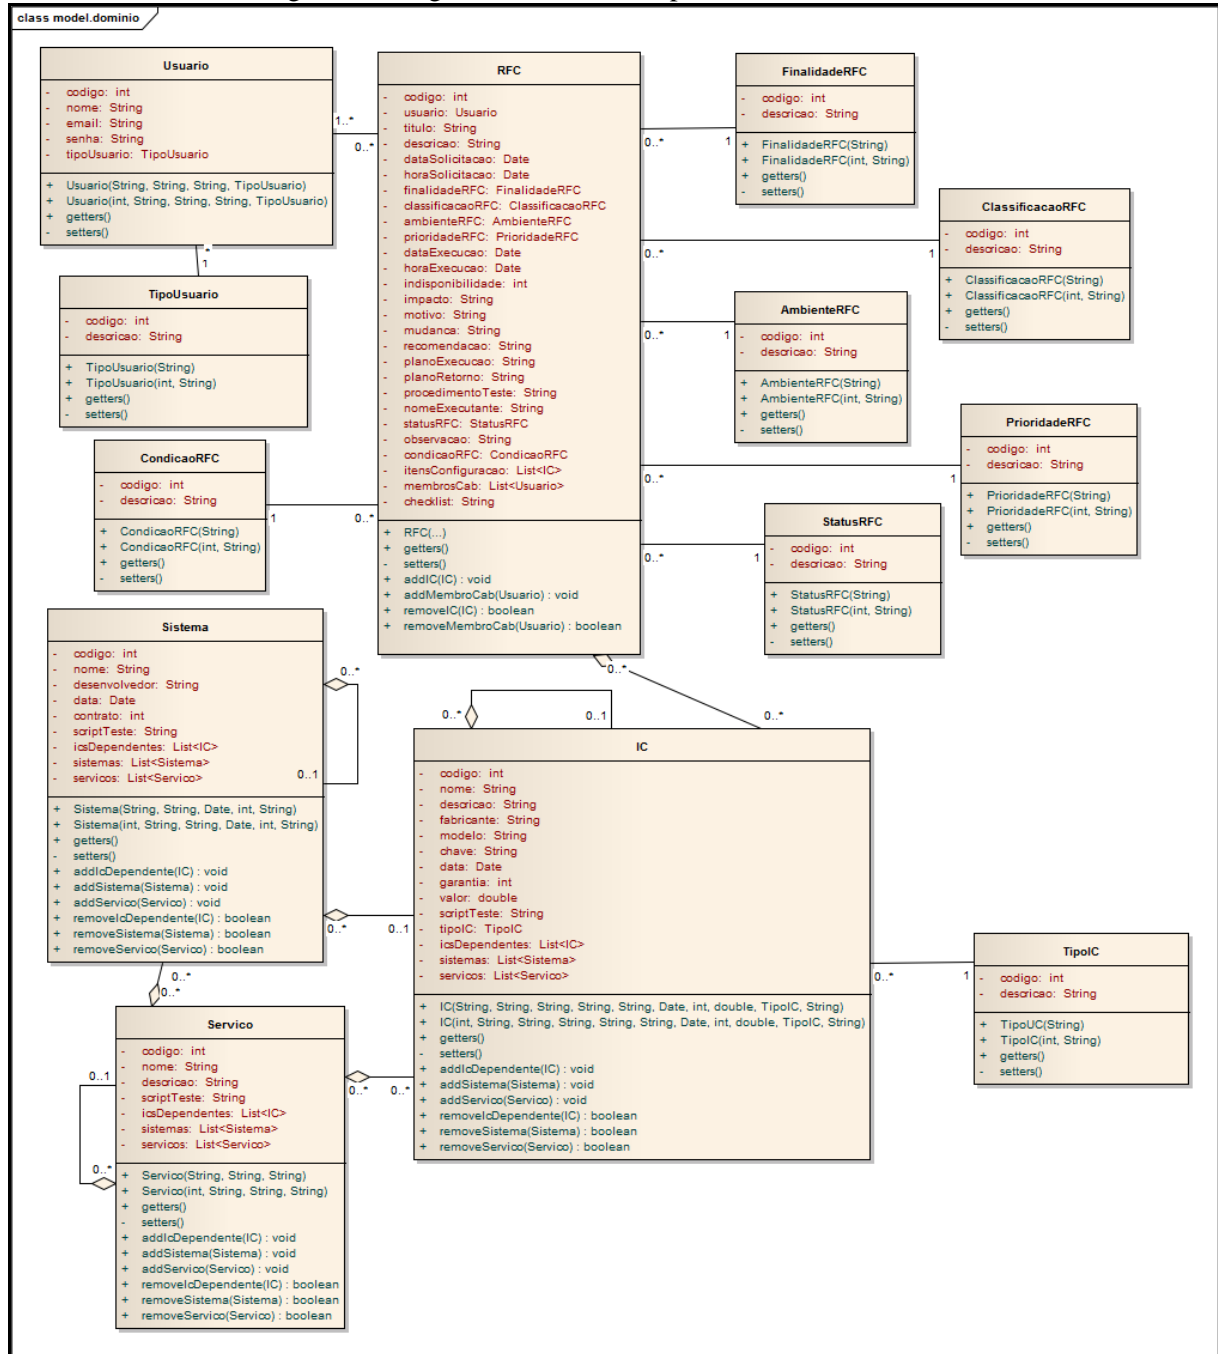 class model.dominio
Usuario
- codigo: int
- nome: String
- email: String
- senha: String
- tipoUsuario: TipoUsuario
+ Usuario(String, String, String, TipoUsuario)
+ Usuario(int, String, String, String, TipoUsuario)
+ getters()
- setters()
1..*
0..*
*
1
TipoUsuario
- codigo: int
- descricao: String
+ TipoUsuario(String)
+ TipoUsuario(int, String)
+ getters()
- setters()
RFC
- codigo: int
- usuario: Usuario
- titulo: String
- descricao: String
- dataSolicitacao: Date
- horaSolicitacao: Date
- finalidadeRFC: FinalidadeRFC
- classificacaoRFC: ClassificacaoRFC
- ambienteRFC: AmbienteRFC
- prioridadeRFC: PrioridadeRFC
- dataExecucao: Date
- horaExecucao: Date
- indisponibilidade: int
- impacto: String
- motivo: String
- mudanca: String
- recomendacao: String
- planoExecucao: String
- planoRetorno: String
- procedimentoTeste: String
- nomeExecutante: String
- statusRFC: StatusRFC
- observacao: String
- condicaoRFC: CondicaoRFC
- itensConfiguracao: List<IC>
- membrosCab: List<Usuario>
- checklist: String
+ RFC(...)
+ getters()
- setters()
+ addIC(IC) : void
+ addMembroCab(Usuario) : void
+ removeIC(IC) : boolean
+ removeMembroCab(Usuario) : boolean
FinalidadeRFC
- codigo: int
- descricao: String
+ FinalidadeRFC(String)
+ FinalidadeRFC(int, String)
+ getters()
- setters()
0..*
1
ClassificacaoRFC
- codigo: int
- descricao: String
+ ClassificacaoRFC(String)
+ ClassificacaoRFC(int, String)
+ getters()
- setters()
0..*
1
AmbienteRFC
- codigo: int
- descricao: String
+ AmbienteRFC(String)
+ AmbienteRFC(int, String)
+ getters()
- setters()
0..*
1
PrioridadeRFC
- codigo: int
- descricao: String
+ PrioridadeRFC(String)
+ PrioridadeRFC(int, String)
+ getters()
- setters()
0..*
1
StatusRFC
- codigo: int
- descricao: String
+ StatusRFC(String)
+ StatusRFC(int, String)
+ getters()
- setters()
0..*
1
CondicaoRFC
- codigo: int
- descricao: String
+ CondicaoRFC(String)
+ CondicaoRFC(int, String)
+ getters()
- setters()
1
0..*
Sistema
- codigo: int
- nome: String
- desenvolvedor: String
- data: Date
- contrato: int
- scriptTeste: String
- icsDependentes: List<IC>
- sistemas: List<Sistema>
- servicos: List<Servico>
+ Sistema(String, String, Date, int, String)
+ Sistema(int, String, String, Date, int, String)
+ getters()
- setters()
+ addIcDependente(IC) : void
+ addSistema(Sistema) : void
+ addServico(Servico) : void
+ removeIcDependente(IC) : boolean
+ removeSistema(Sistema) : boolean
+ removeServico(Servico) : boolean
0..*
0..1
0..*
0..1
0..*
0..*
0..*
0..*
0..*
0..1
IC
- codigo: int
- nome: String
- descricao: String
- fabricante: String
- modelo: String
- chave: String
- data: Date
- garantia: int
- valor: double
- scriptTeste: String
- tipoIC: TipoIC
- icsDependentes: List<IC>
- sistemas: List<Sistema>
- servicos: List<Servico>
+ IC(String, String, String, String, String, Date, int, double, TipoIC, String)
+ IC(int, String, String, String, String, String, Date, int, double, TipoIC, String)
+ getters()
- setters()
+ addIcDependente(IC) : void
+ addSistema(Sistema) : void
+ addServico(Servico) : void
+ removeIcDependente(IC) : boolean
+ removeSistema(Sistema) : boolean
+ removeServico(Servico) : boolean
0..*
1
TipoIC
- codigo: int
- descricao: String
+ TipoUC(String)
+ TipoIC(int, String)
+ getters()
- setters()
Servico
- codigo: int
- nome: String
- descricao: String
- scriptTeste: String
- icsDependentes: List<IC>
- sistemas: List<Sistema>
- servicos: List<Servico>
+ Servico(String, String, String)
+ Servico(int, String, String, String)
+ getters()
- setters()
+ addIcDependente(IC) : void
+ addSistema(Sistema) : void
+ addServico(Servico) : void
+ removeIcDependente(IC) : boolean
+ removeSistema(Sistema) : boolean
+ removeServico(Servico) : boolean
0..1
0..*
0..*
0..*